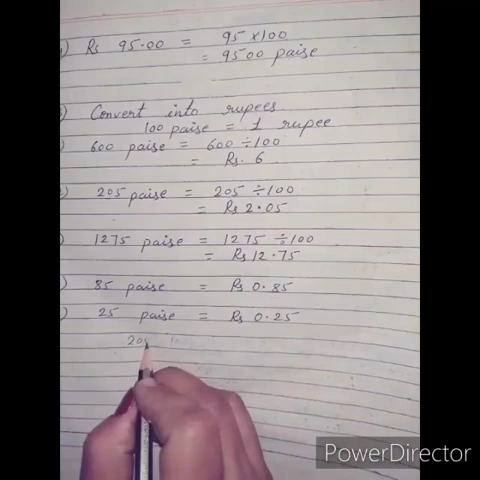 ) Rs 95.00 = 95 × 100
= 9500 paise
) Convert into rupees.
100 paise = 1 rupee
) 600 paise = 600 ÷ 100
= Rs. 6
) 205 paise = 205 ÷ 100
= Rs 2.05
) 1275 paise = 1275 ÷ 100
= Rs 12.75
) 85 paise = Rs 0.85
) 25 paise = Rs 0.25
205
PowerDirector